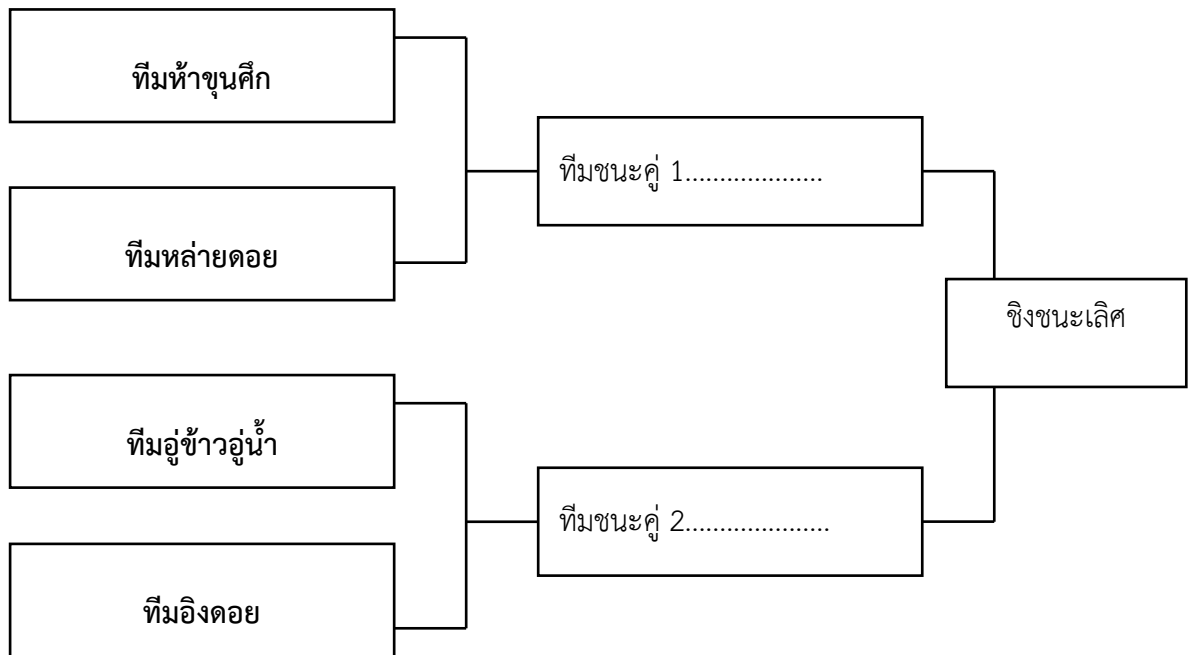 ทีมห้าขุนศึก
ทีมชนะคู่ 1....................
ทีมหล่ายดอย
ชิงชนะเลิศ
ทีมอู่ข้าวอู่น้ำ
ทีมชนะคู่ 2.....................
ทีมอิงดอย